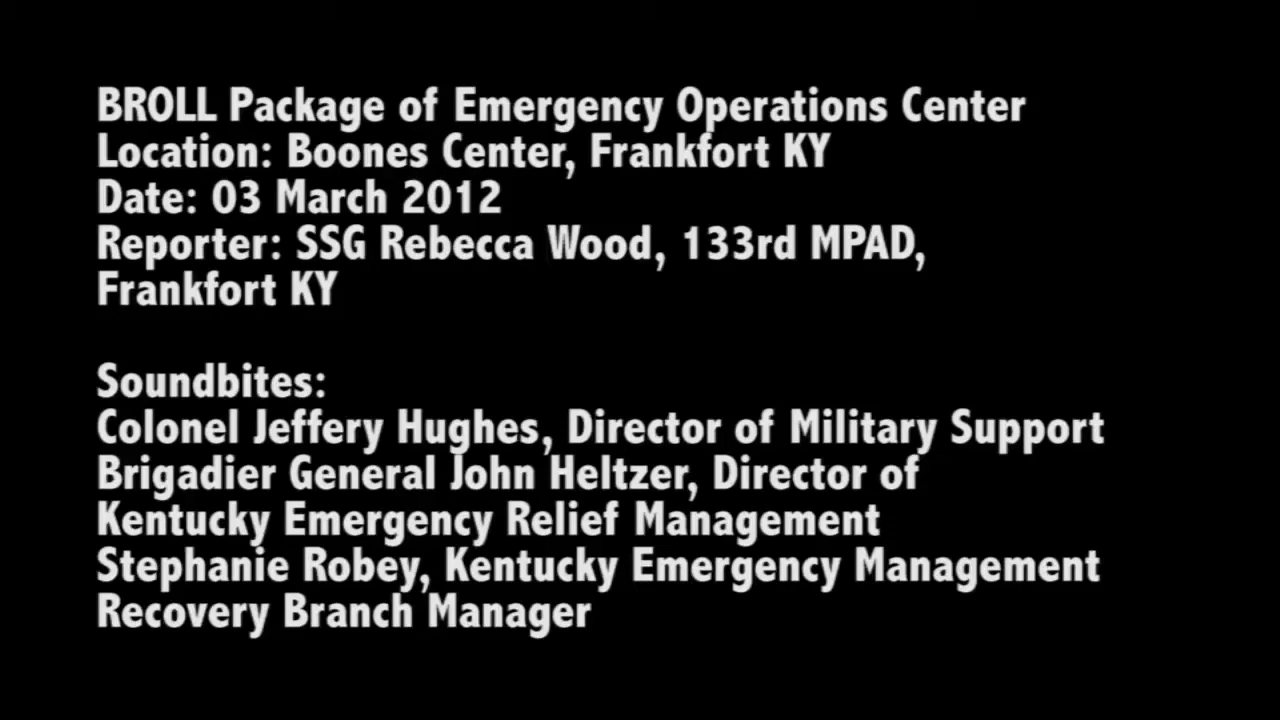 BROLL Package of Emergency Operations Center
Location: Boones Center, Frankfort KY
Date: 03 March 2012
Reporter: SSG Rebecca Wood, 133rd MPAD,
Frankfort KY
Soundbites:
Colonel Jeffery Hughes, Director of Military Support
Brigadier General John Heltzer, Director of
Kentucky Emergency Relief Management
Stephanie Robey, Kentucky Emergency Management
Recovery Branch Manager